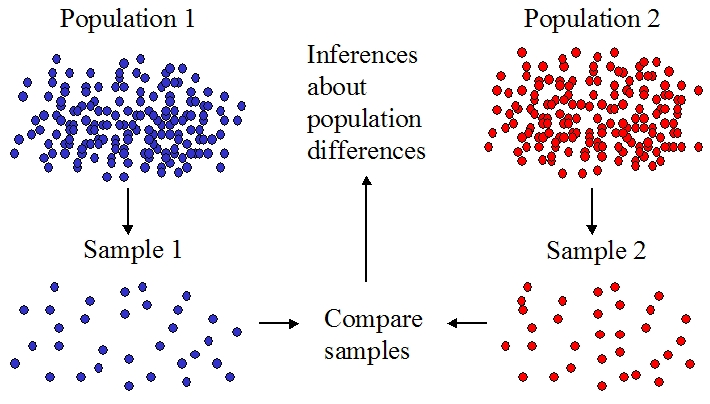 Population 1
Population 2
Inferences
about
population
differences
Sample 1
Sample 2
Compare
samples